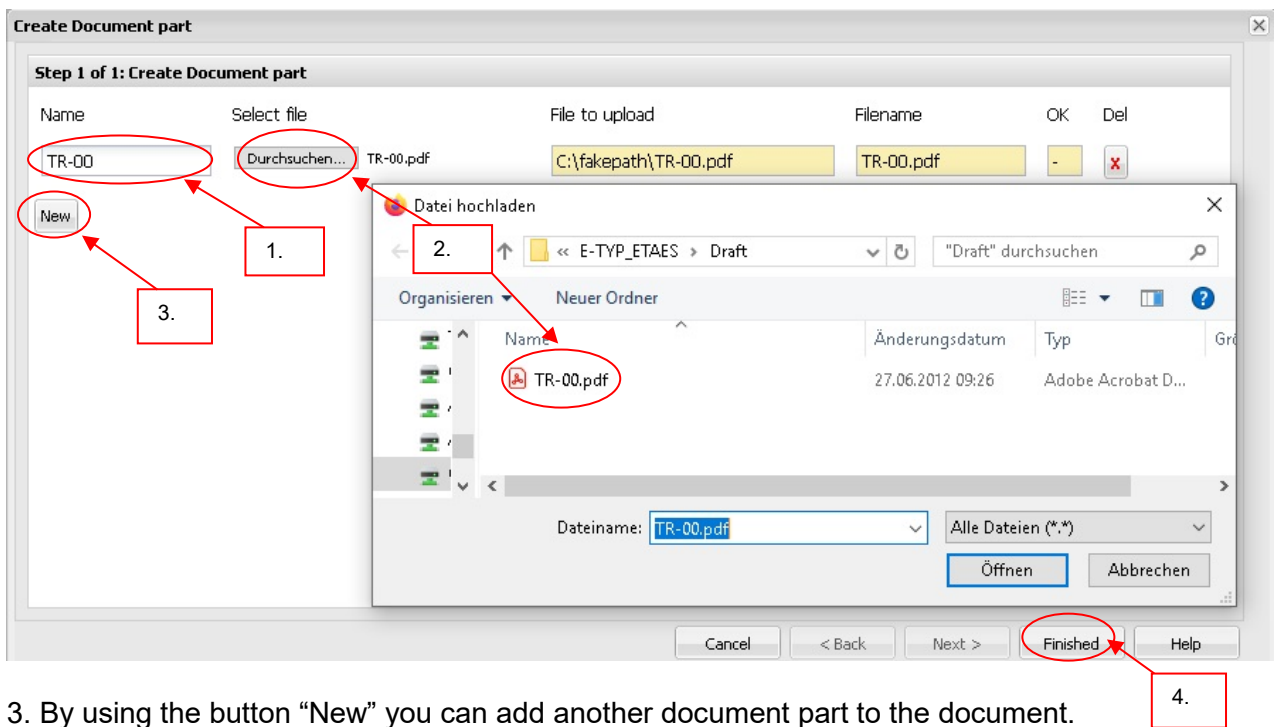 Create Document part
Step 1 of 1: Create Document part
Name Select file File to upload Filename OK Del
TR-00 Durchsuchen... TR-00.pdf C:\fakepath\TR-00.pdf TR-00.pdf - x
New
1.
2.
3.
Datei hochladen
« E-TYP_ETAES > Draft "Draft" durchsuchen
Organisieren Neuer Ordner ?
Name Änderungsdatum Typ
TR-00.pdf 27.06.2012 09:26 Adobe Acrobat D...
Dateiname: TR-00.pdf Alle Dateien (*.*)
Öffnen Abbrechen
Cancel < Back Next > Finished Help
4.
3. By using the button “New” you can add another document part to the document.